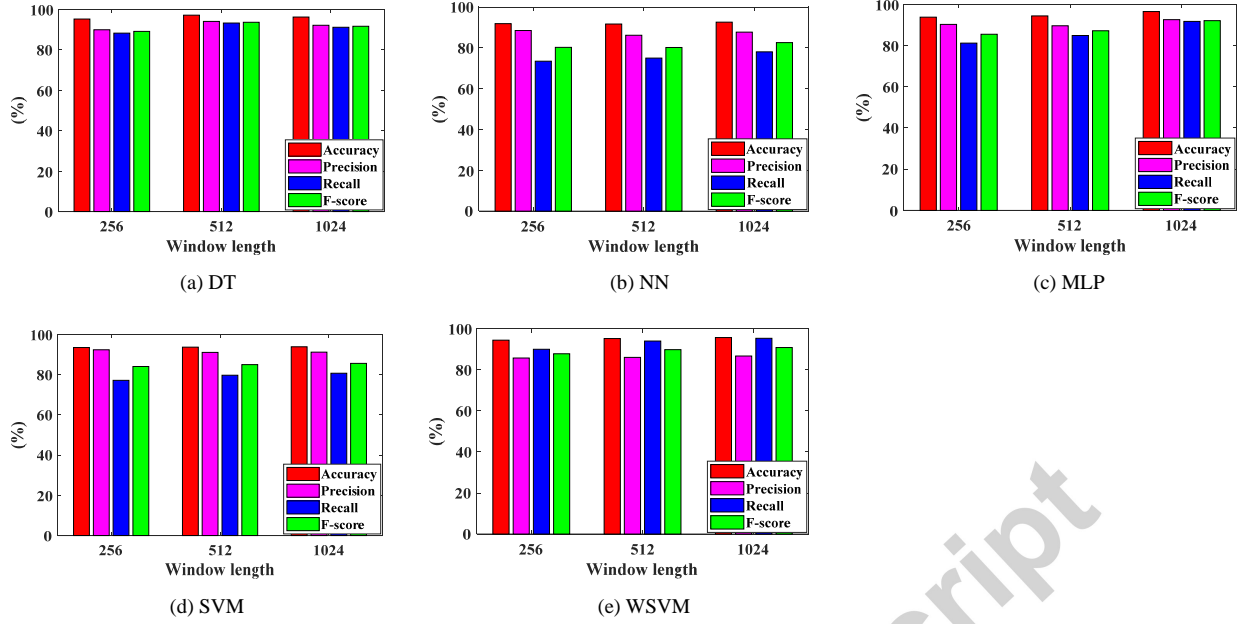 100
80
60
40
20
0
(%)
256
512
1024
Window length
Accuracy
Precision
Recall
F-score
(a) DT
100
80
60
40
20
0
(%)
256
512
1024
Window length
Accuracy
Precision
Recall
F-score
(b) NN
100
80
60
40
20
0
(%)
256
512
1024
Window length
Accuracy
Precision
Recall
F-score
(c) MLP
100
80
60
40
20
0
(%)
256
512
1024
Window length
Accuracy
Precision
Recall
F-score
(d) SVM
100
80
60
40
20
0
(%)
256
512
1024
Window length
Accuracy
Precision
Recall
F-score
(e) WSVM
cript